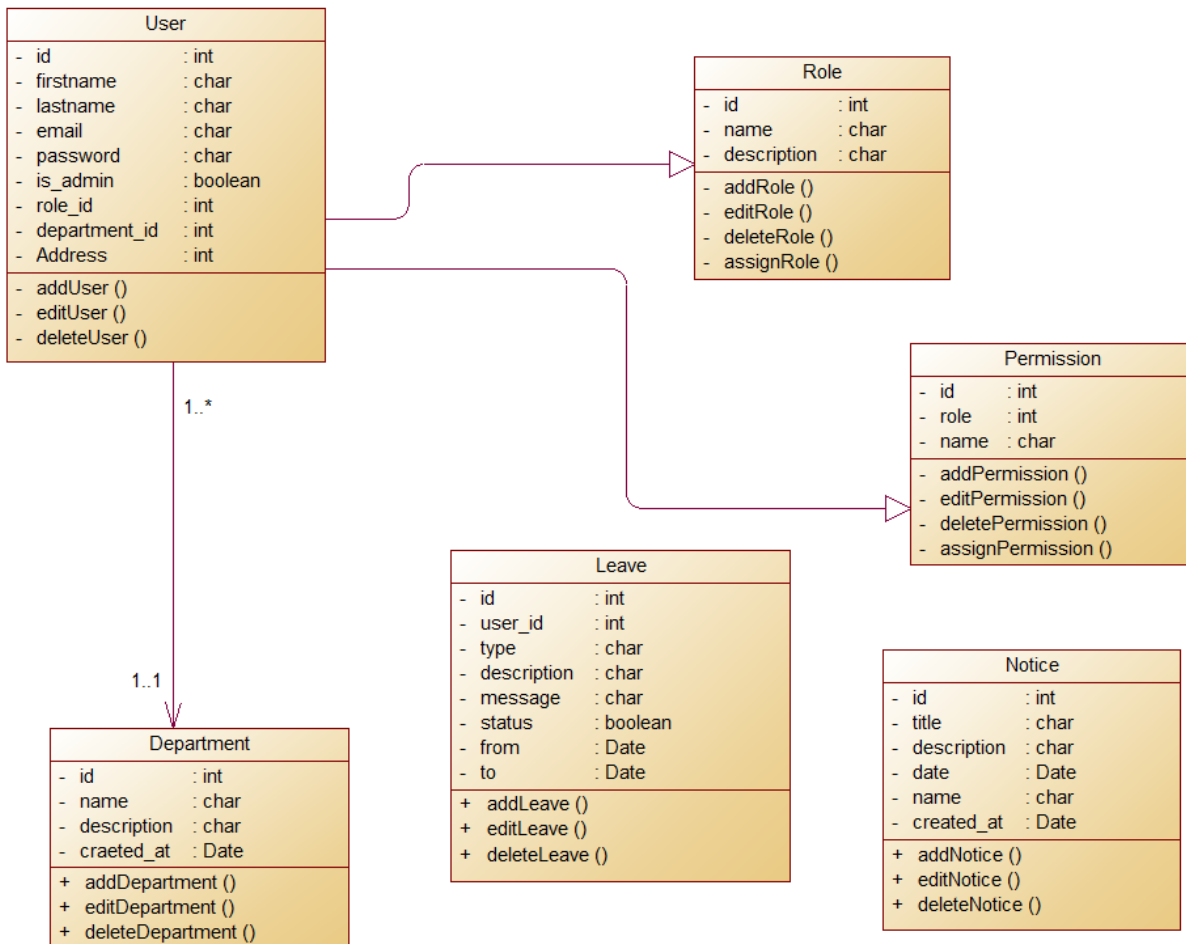 User
- id : int
- firstname : char
- lastname : char
- email : char
- password : char
- is_admin : boolean
- role_id : int
- department_id : int
- Address : int
- addUser ()
- editUser ()
- deleteUser ()
Role
- id : int
- name : char
- description : char
- addRole ()
- editRole ()
- deleteRole ()
- assignRole ()
Permission
- id : int
- role : int
- name : char
- addPermission ()
- editPermission ()
- deletePermission ()
- assignPermission ()
1..*
1..1
Department
- id : int
- name : char
- description : char
- craeted_at : Date
+ addDepartment ()
+ editDepartment ()
+ deleteDepartment ()
Leave
- id : int
- user_id : int
- type : char
- description : char
- message : char
- status : boolean
- from : Date
- to : Date
+ addLeave ()
+ editLeave ()
+ deleteLeave ()
Notice
- id : int
- title : char
- description : char
- date : Date
- name : char
- created_at : Date
+ addNotice ()
+ editNotice ()
+ deleteNotice ()